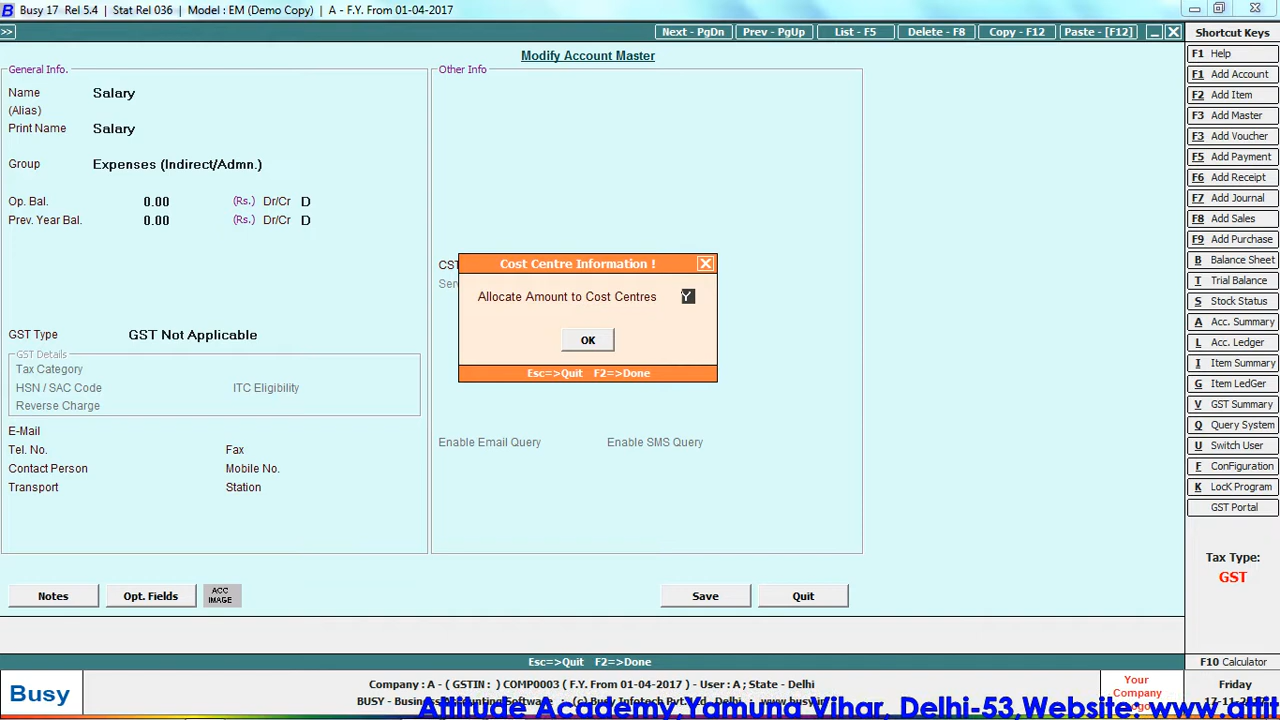 Busy 17  Rel 5.4 | Stat Rel 036 | Model : EM (Demo Copy) | A - F.Y. From 01-04-2017
>> Next - PgDn Prev - PgUp List - F5 Delete - F8 Copy - F12 Paste - [F12]
Shortcut Keys
Modify Account Master
General Info.
Name Salary
(Alias)
Print Name Salary
Group Expenses (Indirect/Admn.)
Op. Bal. 0.00 (Rs.) Dr/Cr D
Prev. Year Bal. 0.00 (Rs.) Dr/Cr D
GST Type GST Not Applicable
GST Details
Tax Category
HSN / SAC Code ITC Eligibility
Reverse Charge
E-Mail
Tel. No. Fax
Contact Person Mobile No.
Transport Station
Other Info
CST
Ser
Cost Centre Information !
Allocate Amount to Cost Centres Y
OK
Esc=>Quit F2=>Done
Enable Email Query Enable SMS Query
Notes Opt. Fields ACC IMAGE Save Quit
F1 Help
F1 Add Account
F2 Add Item
F3 Add Master
F3 Add Voucher
F5 Add Payment
F6 Add Receipt
F7 Add Journal
F8 Add Sales
F9 Add Purchase
B Balance Sheet
T Trial Balance
S Stock Status
A Acc. Summary
L Acc. Ledger
I Item Summary
G Item LedGer
V GST Summary
Q Query System
U Switch User
F ConFiguration
K LocK Program
GST Portal
Tax Type:
GST
Esc=>Quit F2=>Done
F10 Calculator
Busy
Company : A - ( GSTIN : ) COMP0003 ( F.Y. From 01-04-2017 ) - User : A ; State - Delhi
Your
Company
Friday
17-11-
Attitude Academy,Yamuna Vihar, Delhi-53,Website- www.attit